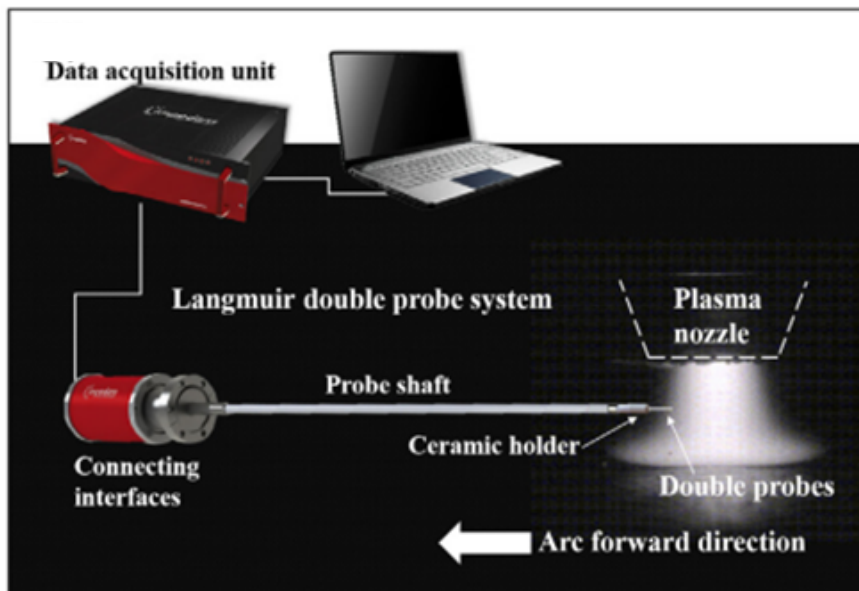 Data acquisition unit
Langmuir double probe system
Plasma
nozzle
Probe shaft
Ceramic holder
Connecting
interfaces
Double probes
Arc forward direction